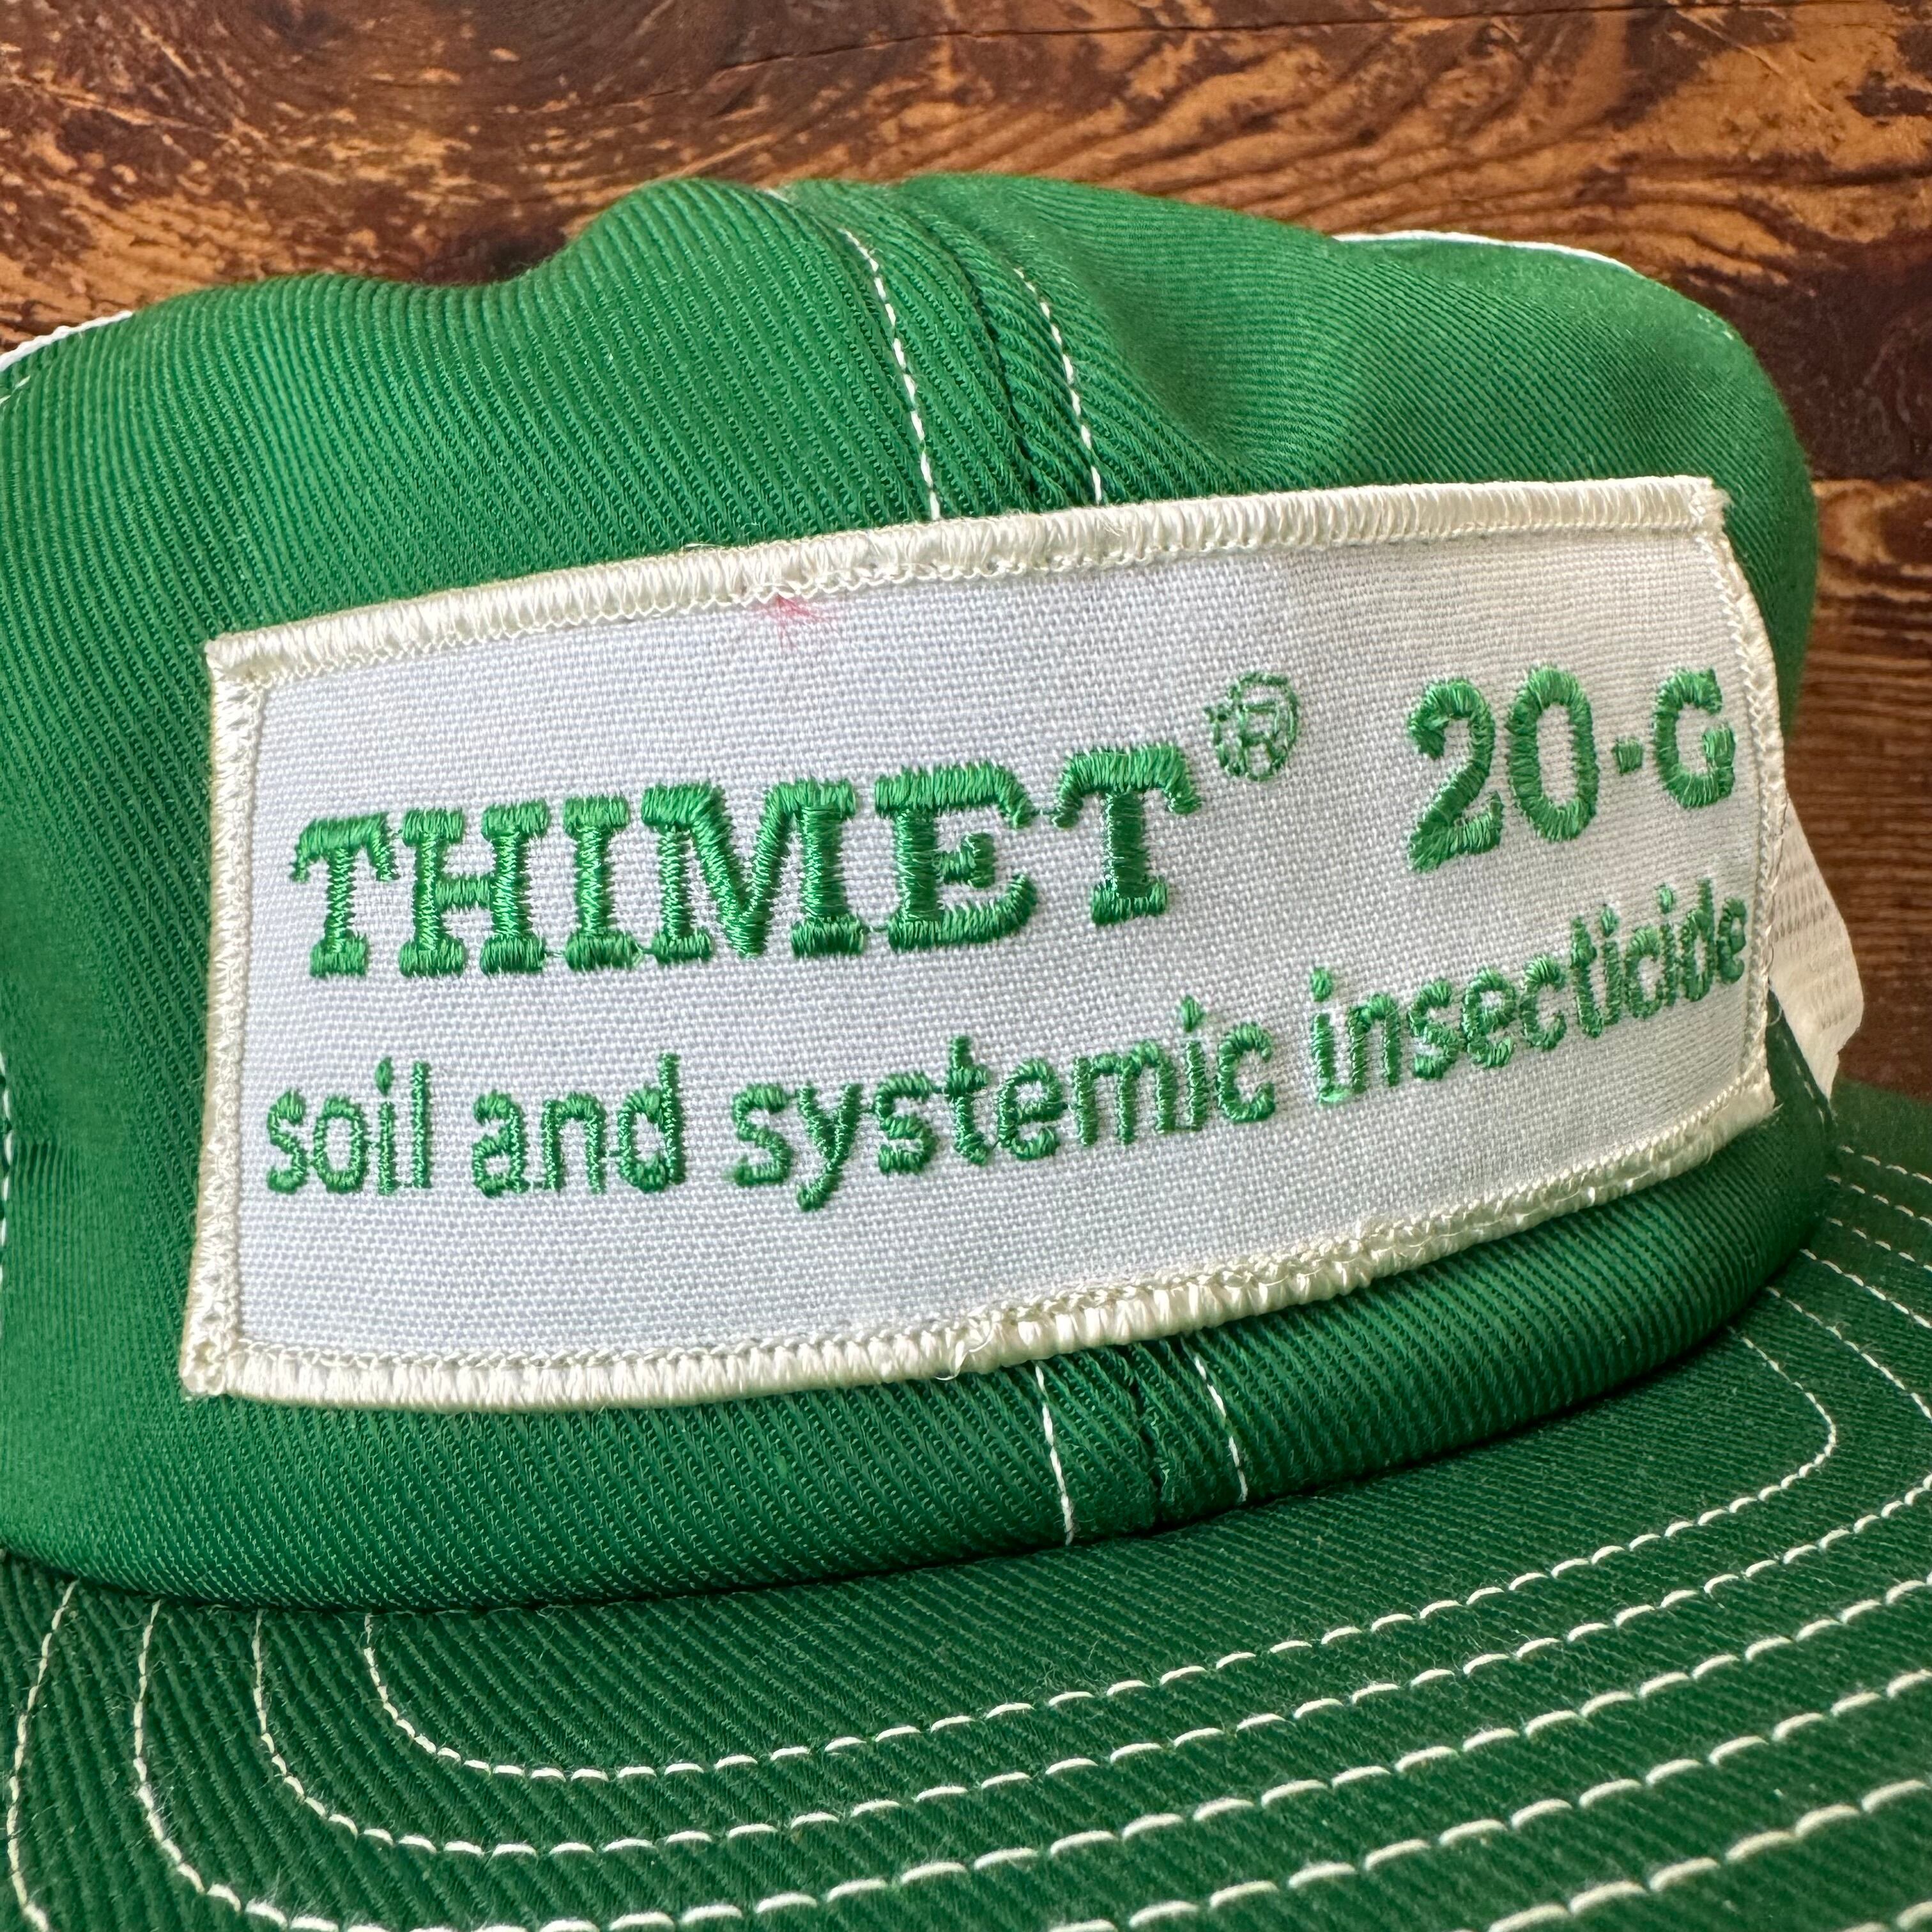 THIMET® 20-G
soil and systemic insecticide